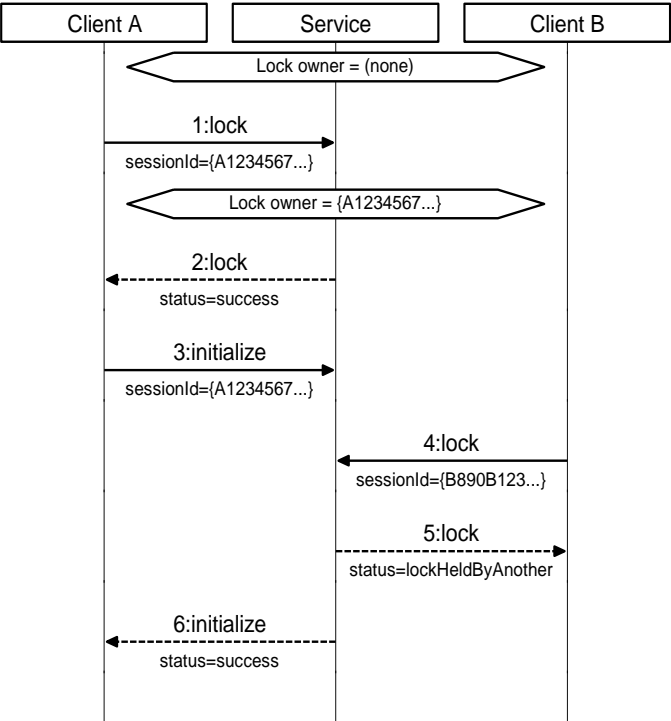 Client A
Service
Client B
Lock owner = (none)
1:lock
sessionId={A1234567...}
Lock owner = {A1234567...}
2:lock
status=success
3:initialize
sessionId={A1234567...}
4:lock
sessionId={B890B123...}
5:lock
status=lockHeldByAnother
6:initialize
status=success